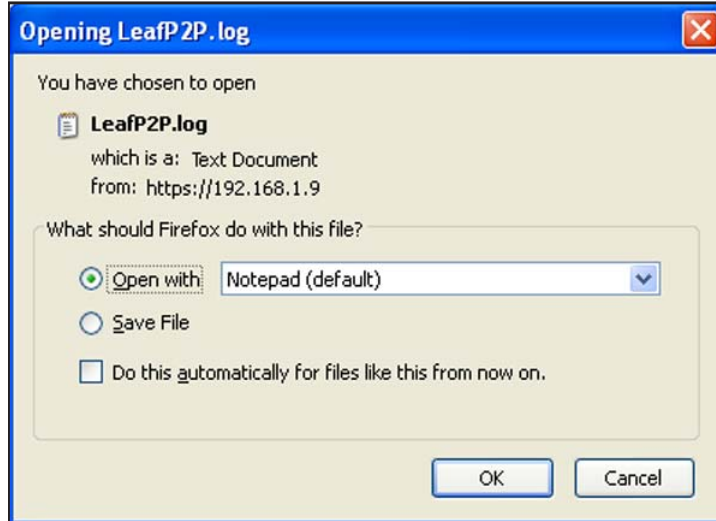 Opening LeafP2P.log
You have chosen to open
LeafP2P.log
which is a: Text Document
from: https://192.168.1.9
What should Firefox do with this file?
Open with Notepad (default)
Save File
Do this automatically for files like this from now on.
OK Cancel